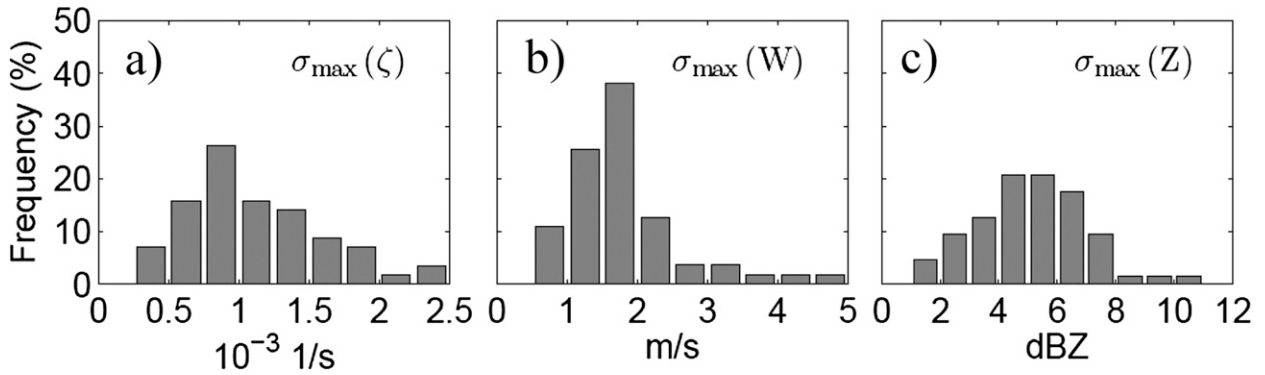 Frequency (%)
50
40
30
20
10
0
a) σmax (ζ)
0 0.5 1 1.5 2 2.5
10⁻³ 1/s
b) σmax (W)
0 1 2 3 4 5
m/s
c) σmax (Z)
0 2 4 6 8 10 12
dBZ